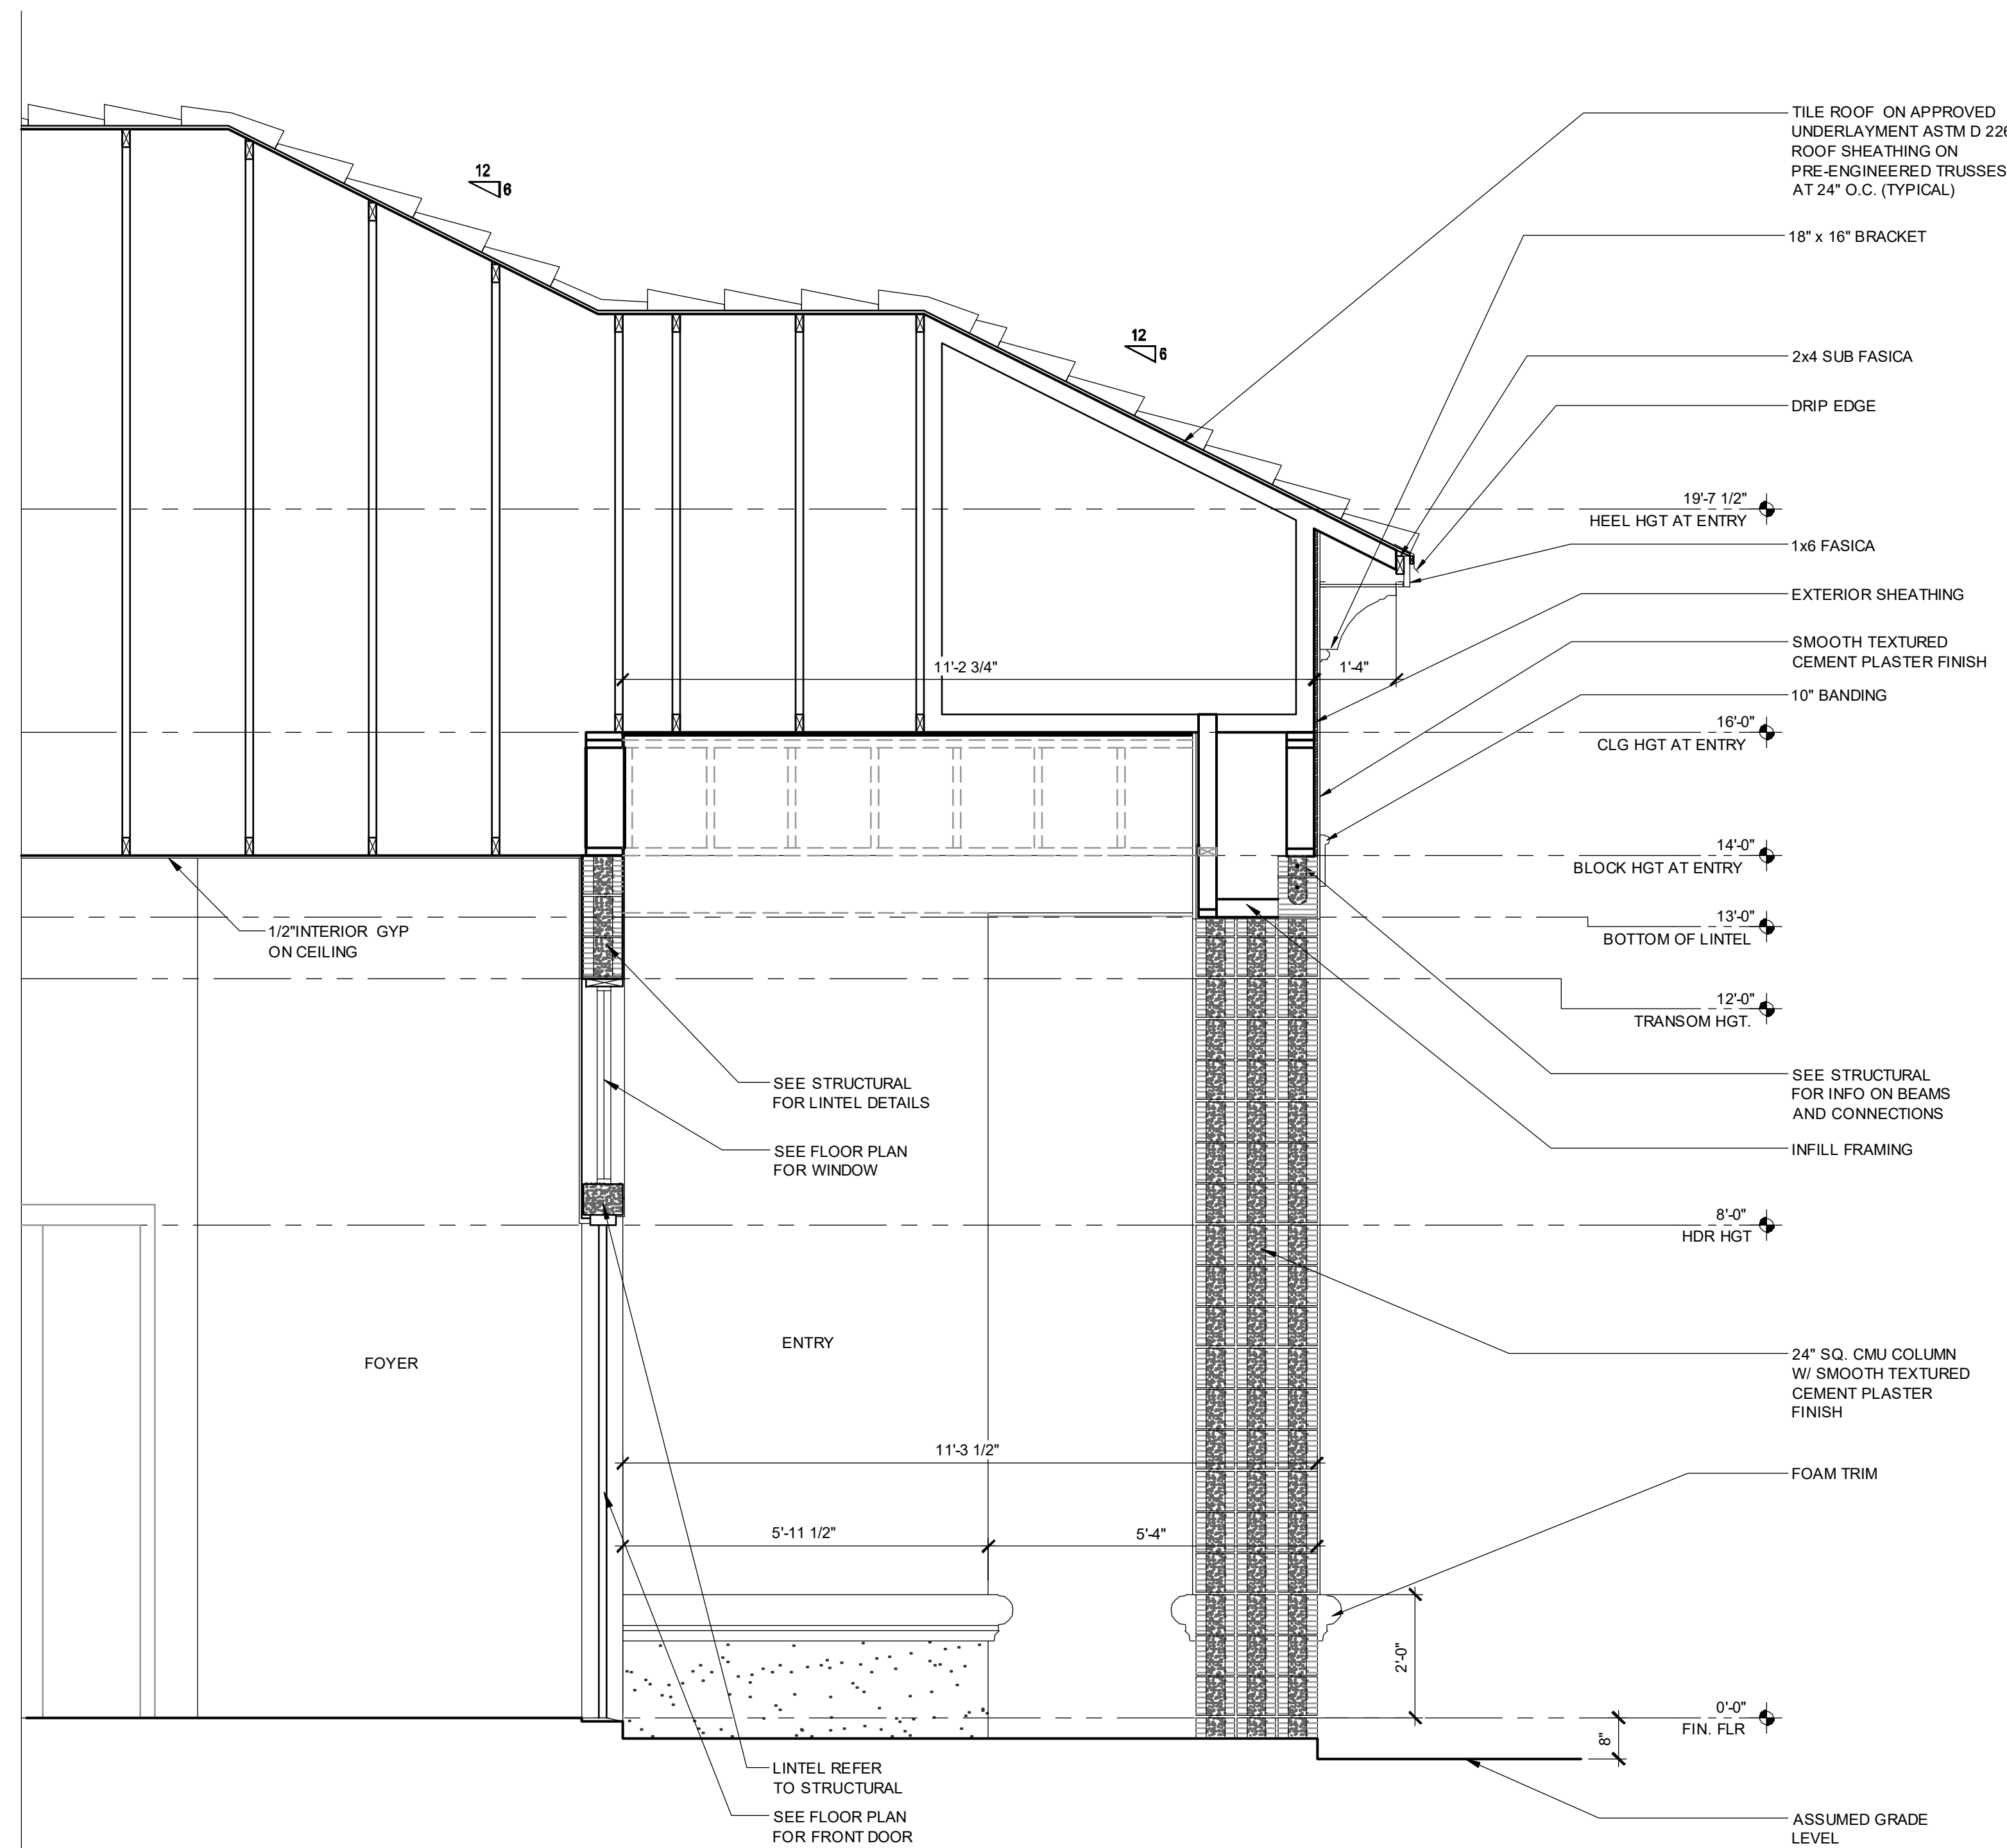 TILE ROOF ON APPROVED
UNDERLAYMENT ASTM D 226
ROOF SHEATHING ON
PRE-ENGINEERED TRUSSES
AT 24" O.C. (TYPICAL)
12
6
18" x 16" BRACKET
12
6
2x4 SUB FASICA
DRIP EDGE
19'-7 1/2"
HEEL HGT AT ENTRY
1x6 FASICA
EXTERIOR SHEATHING
SMOOTH TEXTURED
CEMENT PLASTER FINISH
11'-2 3/4"
1'-4"
10" BANDING
16'-0"
CLG HGT AT ENTRY
14'-0"
BLOCK HGT AT ENTRY
1/2"INTERIOR GYP
ON CEILING
13'-0"
BOTTOM OF LINTEL
12'-0"
TRANSOM HGT.
SEE STRUCTURAL
FOR LINTEL DETAILS
SEE STRUCTURAL
FOR INFO ON BEAMS
AND CONNECTIONS
SEE FLOOR PLAN
FOR WINDOW
INFILL FRAMING
8'-0"
HDR HGT
FOYER
ENTRY
24" SQ. CMU COLUMN
W/ SMOOTH TEXTURED
CEMENT PLASTER
FINISH
11'-3 1/2"
FOAM TRIM
5'-11 1/2"
5'-4"
2'-0"
0'-0"
FIN. FLR
8"
LINTEL REFER
TO STRUCTURAL
SEE FLOOR PLAN
FOR FRONT DOOR
ASSUMED GRADE
LEVEL